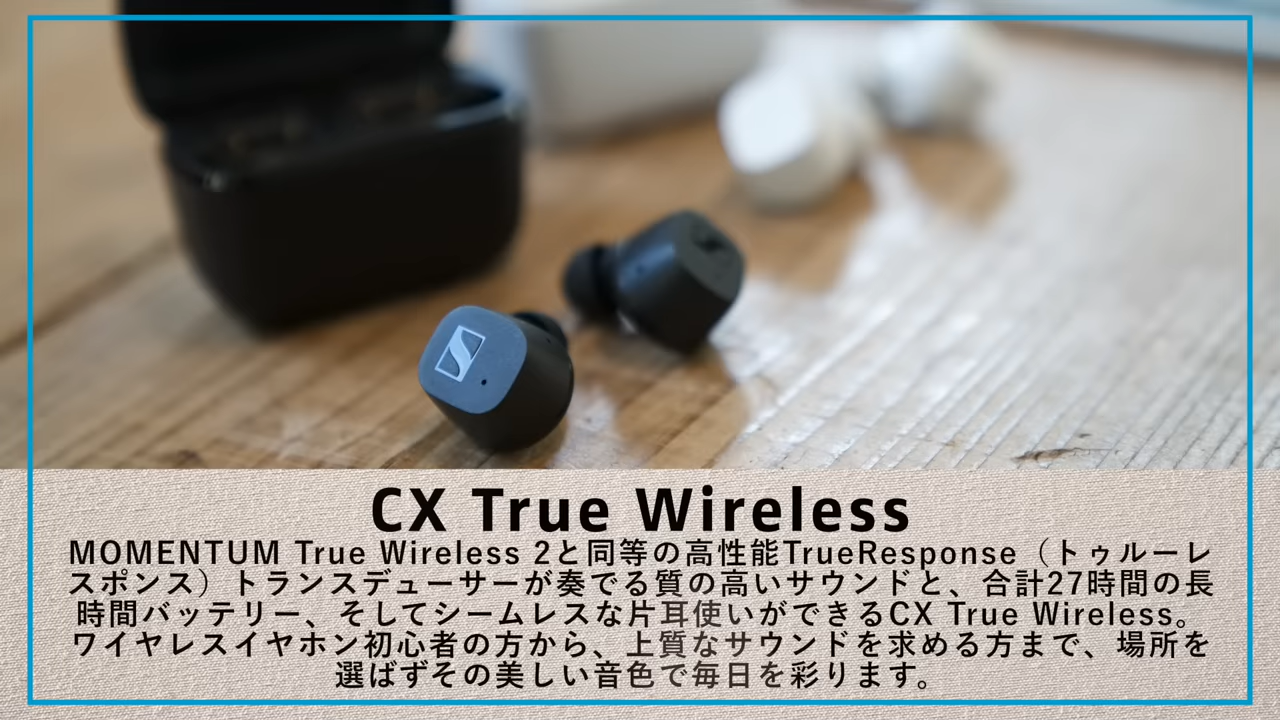 CX True Wireless
MOMENTUM True Wireless 2と同等の高性能TrueResponse（トゥルーレ
スポンス）トランスデューサーが奏でる質の高いサウンドと、合計27時間の長
時間バッテリー、そしてシームレスな片耳使いができるCX True Wireless。
ワイヤレスイヤホン初心者の方から、上質なサウンドを求める方まで、場所を
選ばずその美しい音色で毎日を彩ります。